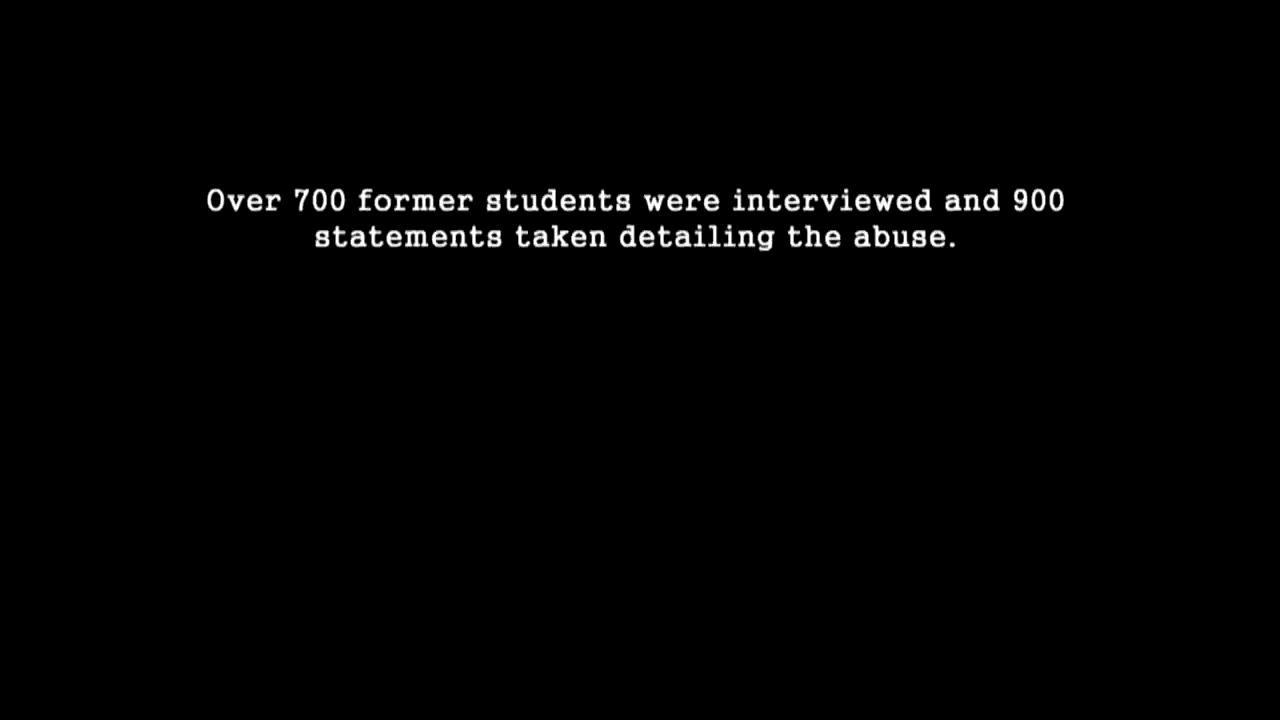 Over 700 former students were interviewed and 900
statements taken detailing the abuse.